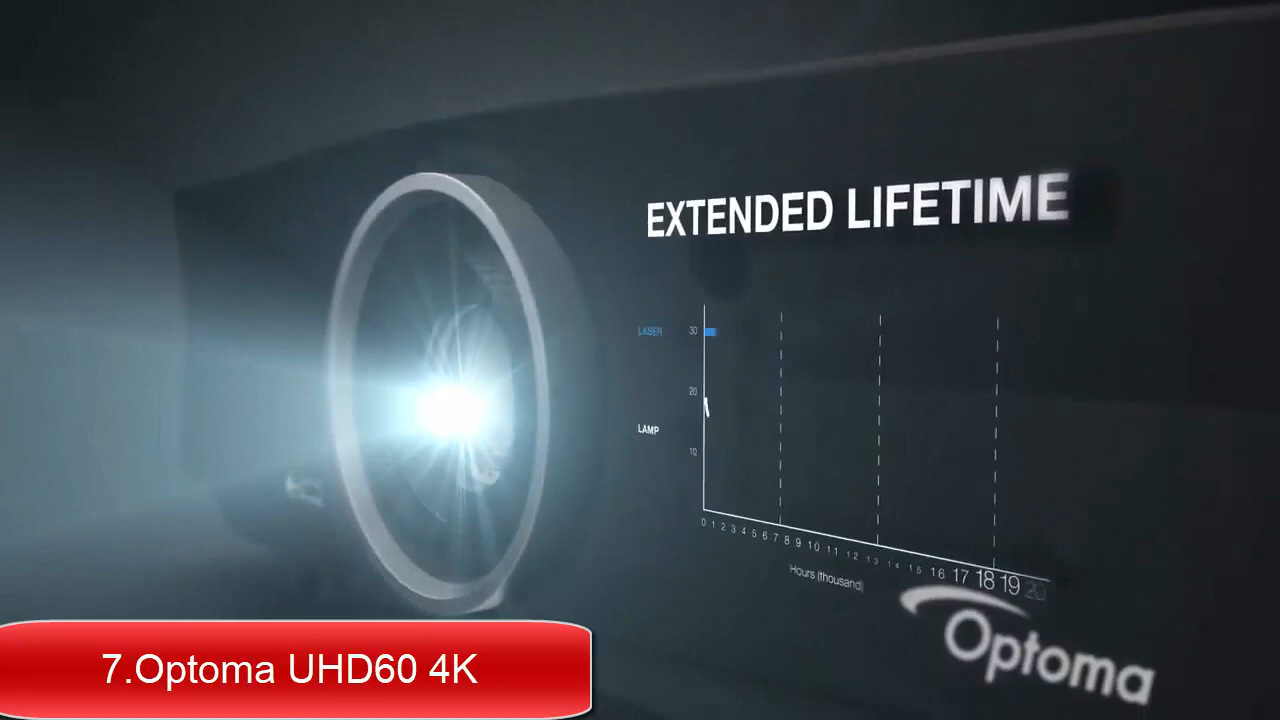 EXTENDED LIFETIME
LASER
30
20
LAMP
10
0 1 2 3 4 5 6 7 8 9 10 11 12 13 14 15 16 17 18 19 20
Hours (thousand)
Optoma
7.Optoma UHD60 4K